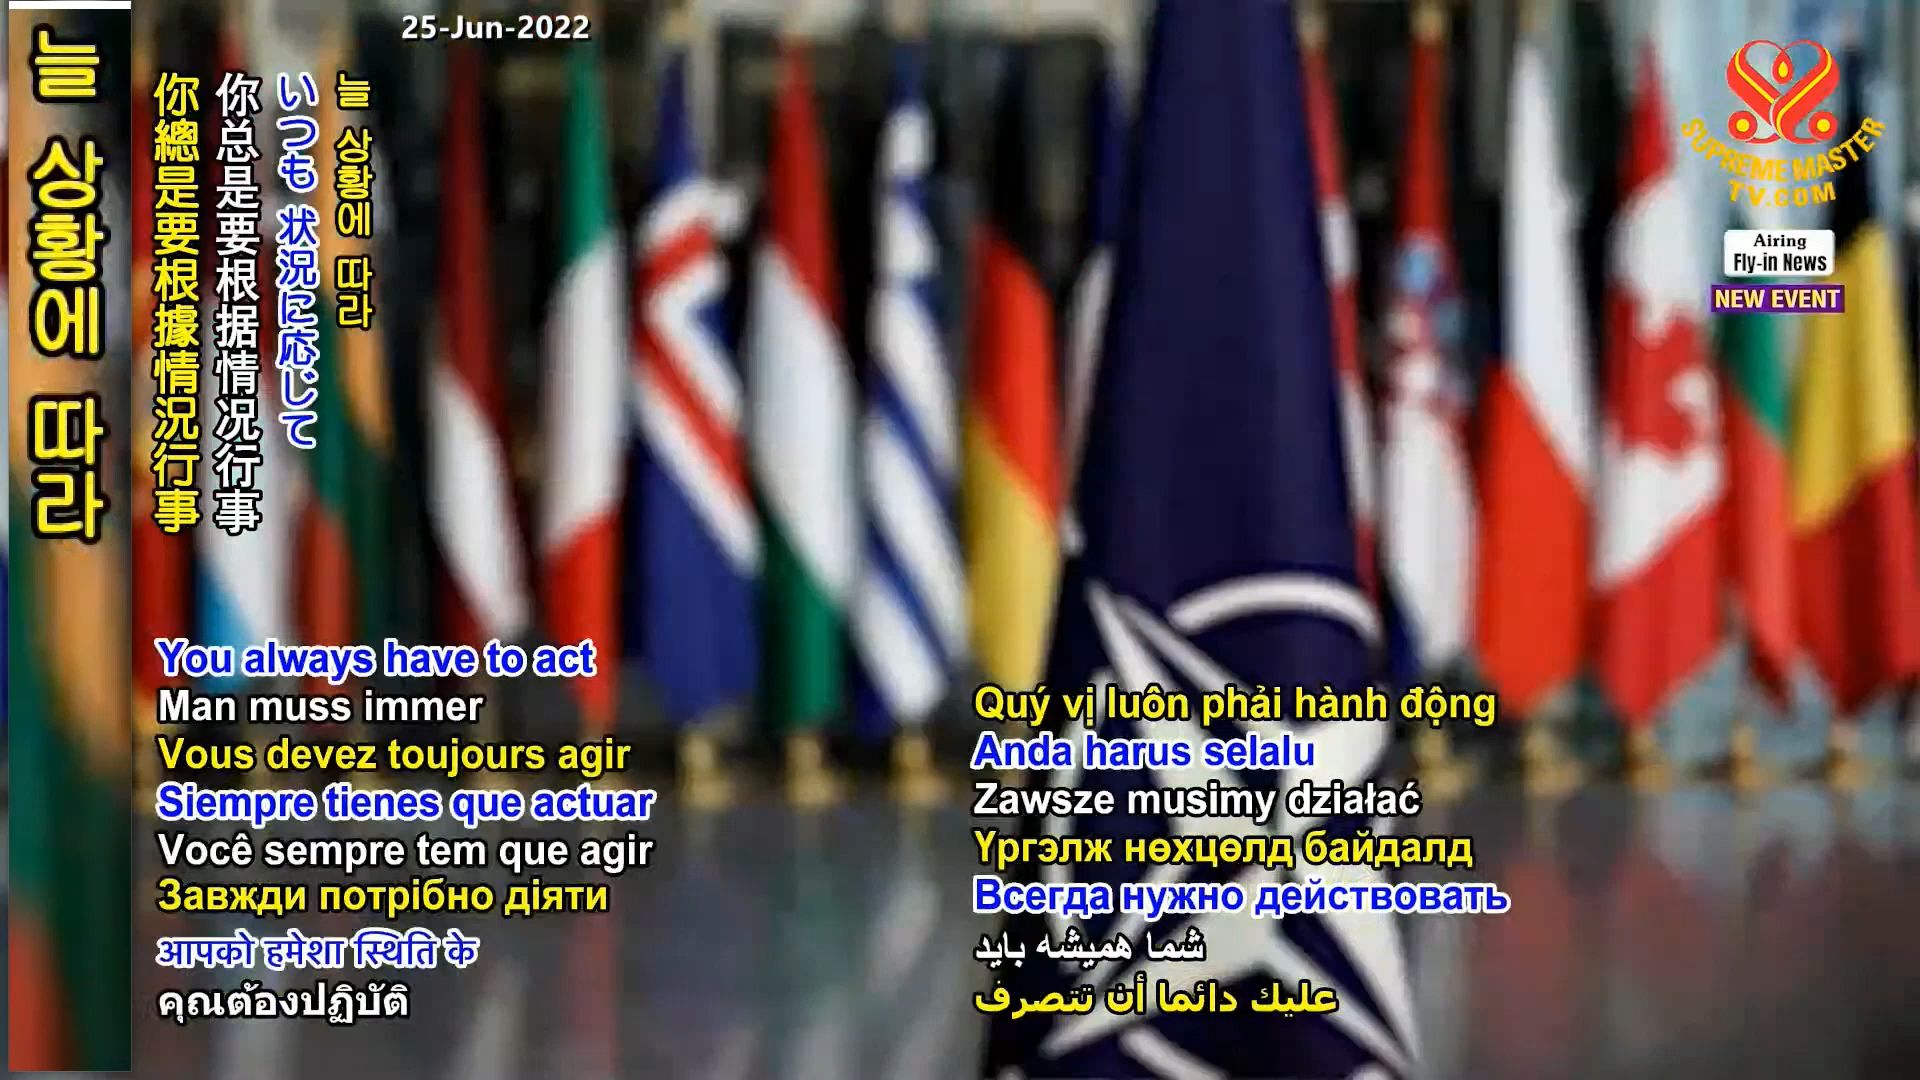 25-Jun-2022
늘 상황에 따라
你總是要根據情況行事
你总是要根据情况行事
いつも 状況に応じて
늘 상황에 따라
SUPREME MASTER
TV.COM
Airing
Fly-in News
NEW EVENT
You always have to act
Man muss immer
Vous devez toujours agir
Siempre tienes que actuar
Você sempre tem que agir
Завжди потрібно діяти
आपको हमेशा स्थिति के
คุณต้องปฏิบัติ
Quý vị luôn phải hành động
Anda harus selalu
Zawsze musimy działać
Үргэлж нөхцөлд байдалд
Всегда нужно действовать
شما همیشه باید
عليك دائما أن تتصرف